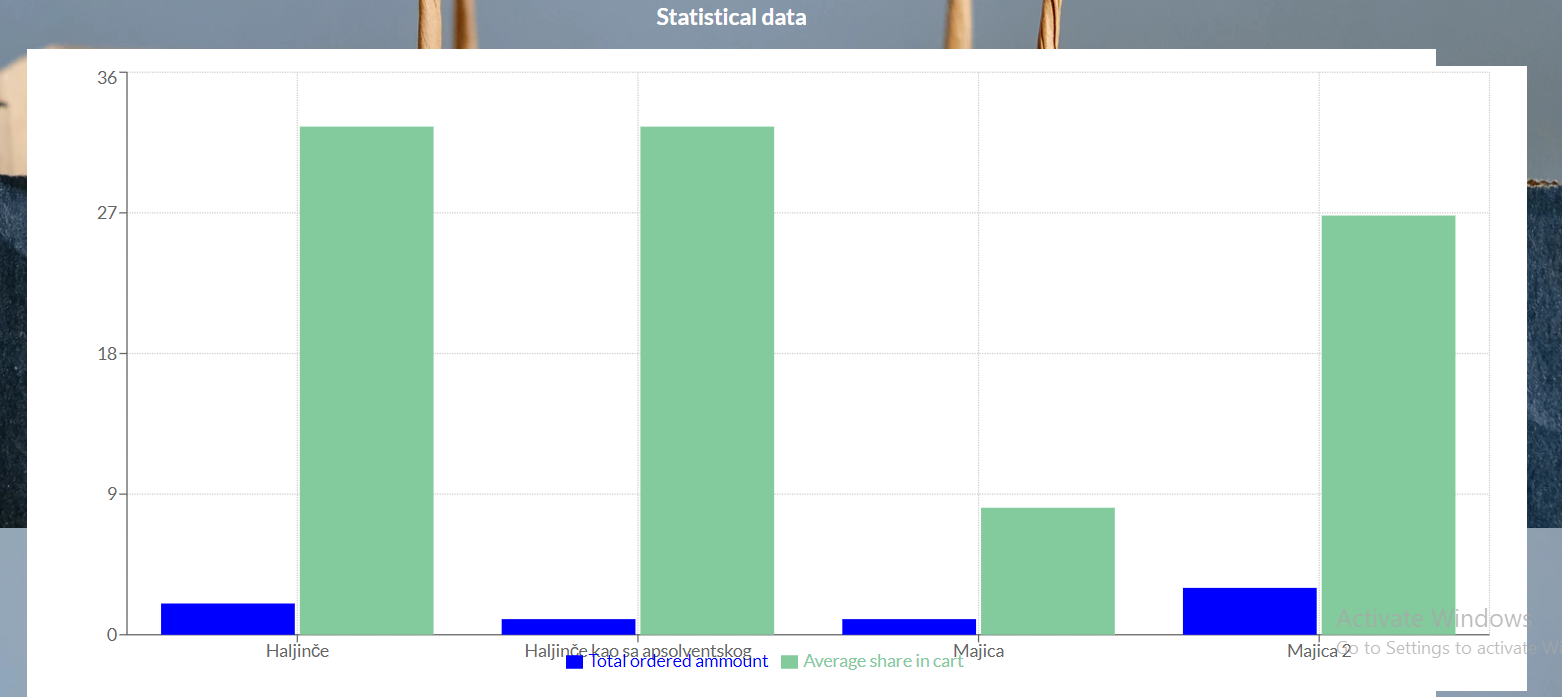 Statistical data
36
27
18
9
0
Haljinče
Haljinče kao sa apsolventskog
Majica
Majica 2
Total ordered ammount
Average share in cart
Activate Windows
Go to Settings to activate Wi